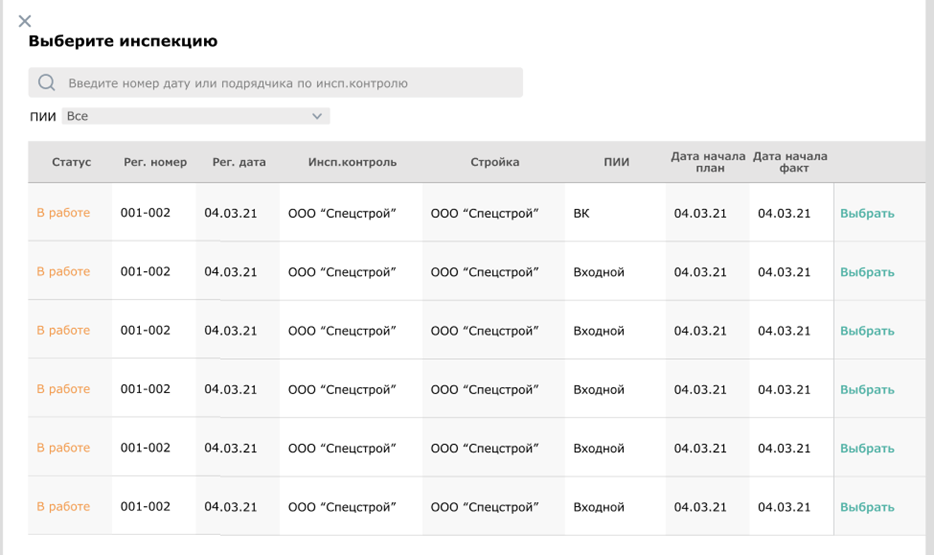 Выберите инспекцию
Введите номер дату или подрядчика по инсп.контролю
ПИИ Все
Статус Рег. номер Рег. дата Инсп.контроль Стройка ПИИ Дата начала план Дата начала факт
В работе 001-002 04.03.21 ООО “Спецстрой” ООО “Спецстрой” ВК 04.03.21 04.03.21 Выбрать
В работе 001-002 04.03.21 ООО “Спецстрой” ООО “Спецстрой” Входной 04.03.21 04.03.21 Выбрать
В работе 001-002 04.03.21 ООО “Спецстрой” ООО “Спецстрой” Входной 04.03.21 04.03.21 Выбрать
В работе 001-002 04.03.21 ООО “Спецстрой” ООО “Спецстрой” Входной 04.03.21 04.03.21 Выбрать
В работе 001-002 04.03.21 ООО “Спецстрой” ООО “Спецстрой” Входной 04.03.21 04.03.21 Выбрать
В работе 001-002 04.03.21 ООО “Спецстрой” ООО “Спецстрой” Входной 04.03.21 04.03.21 Выбрать